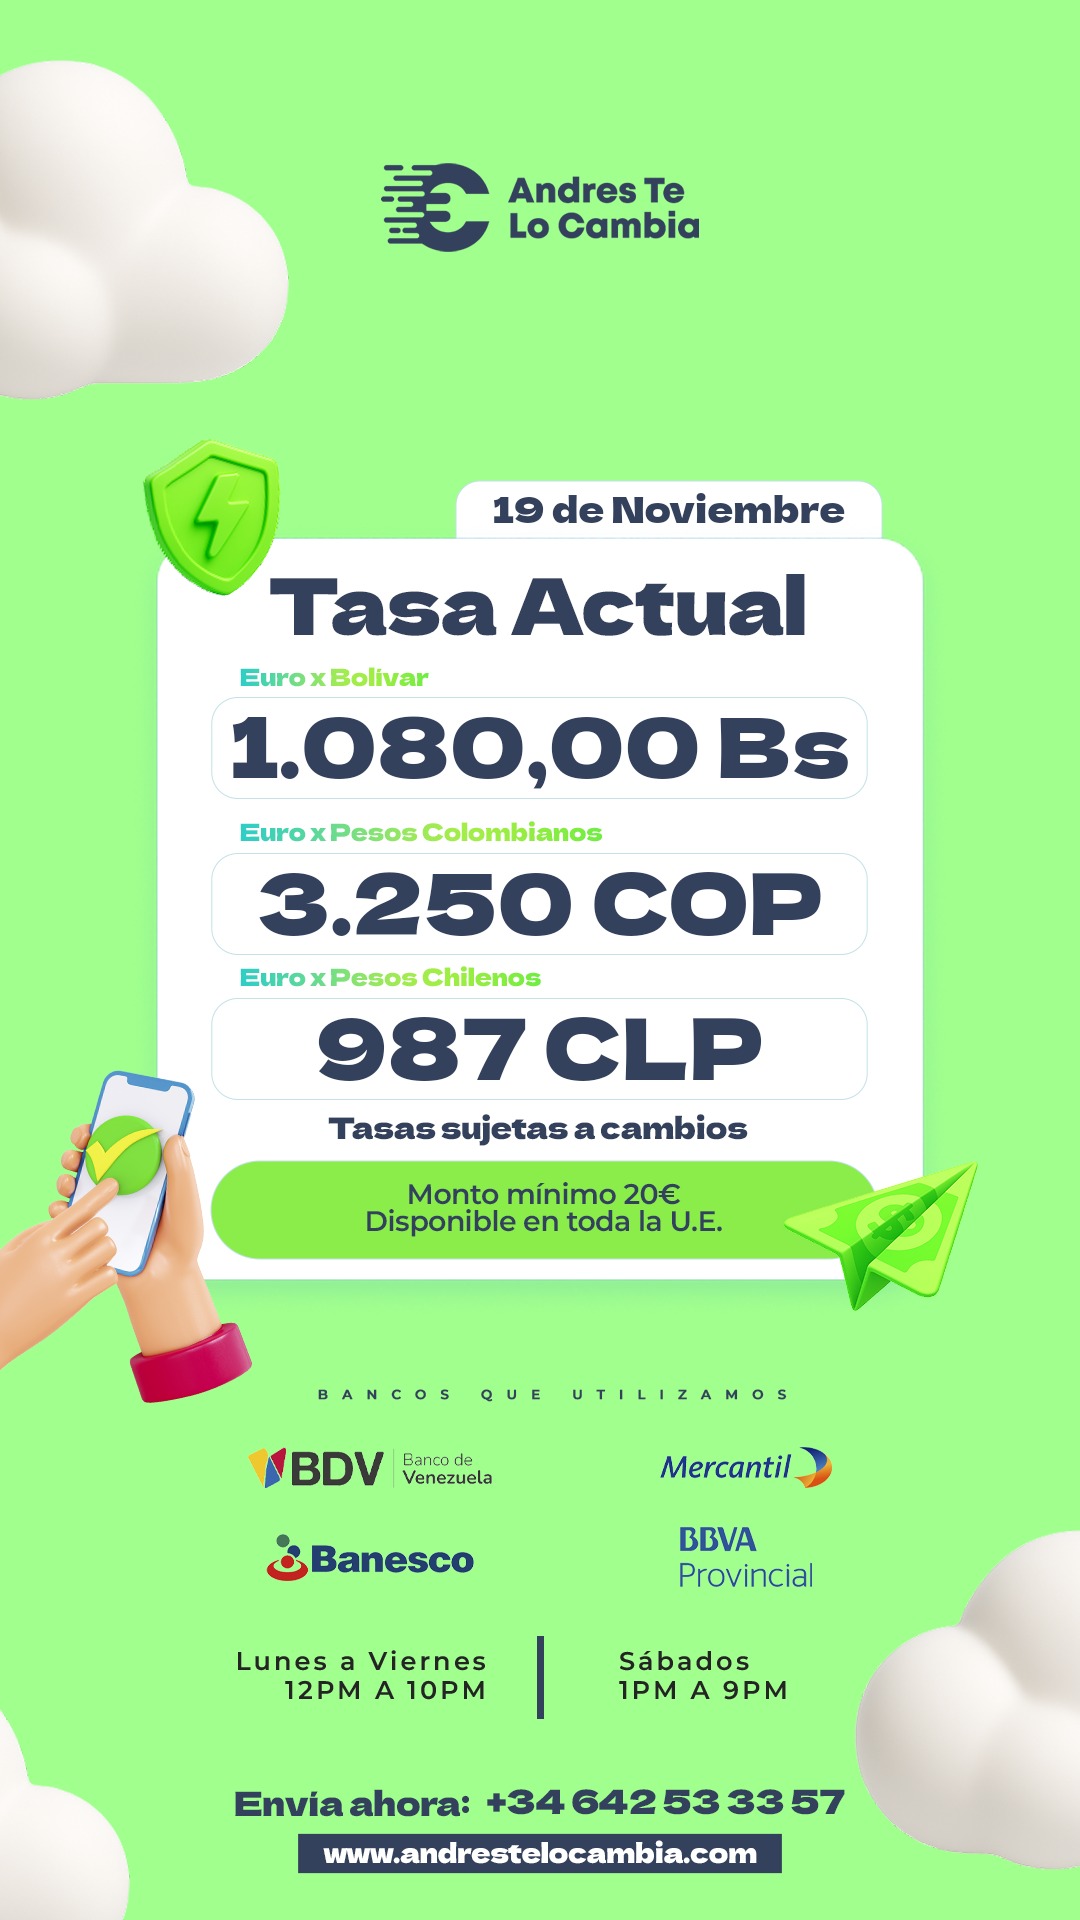 Andres Te
Lo Cambia
19 de Noviembre
Tasa Actual
Euro x Bolívar
1.080,00 Bs
Euro x Pesos Colombianos
3.250 COP
Euro x Pesos Chilenos
987 CLP
Tasas sujetas a cambios
Monto mínimo 20€
Disponible en toda la U.E.
BANCOS QUE UTILIZAMOS
BDV Banco de
Venezuela
Mercantil
Banesco
BBVA
Provincial
Lunes a Viernes
12PM A 10PM
Sábados
1PM A 9PM
Envía ahora: +34 642 53 33 57
www.andrestelocambia.com